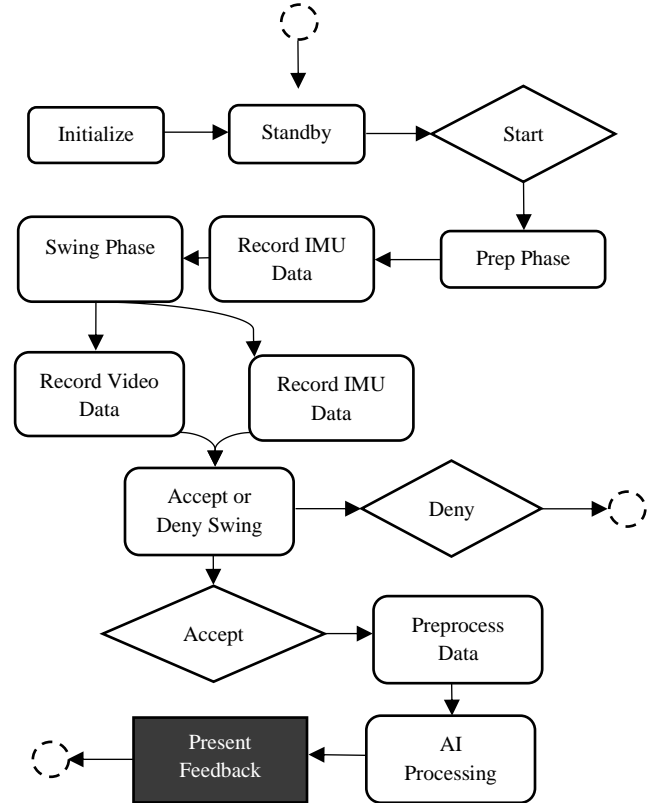 Initialize
Standby
Start
Swing Phase
Record IMU
Data
Prep Phase
Record Video
Data
Record IMU
Data
Accept or
Deny Swing
Deny
Accept
Preprocess
Data
Present
Feedback
AI
Processing